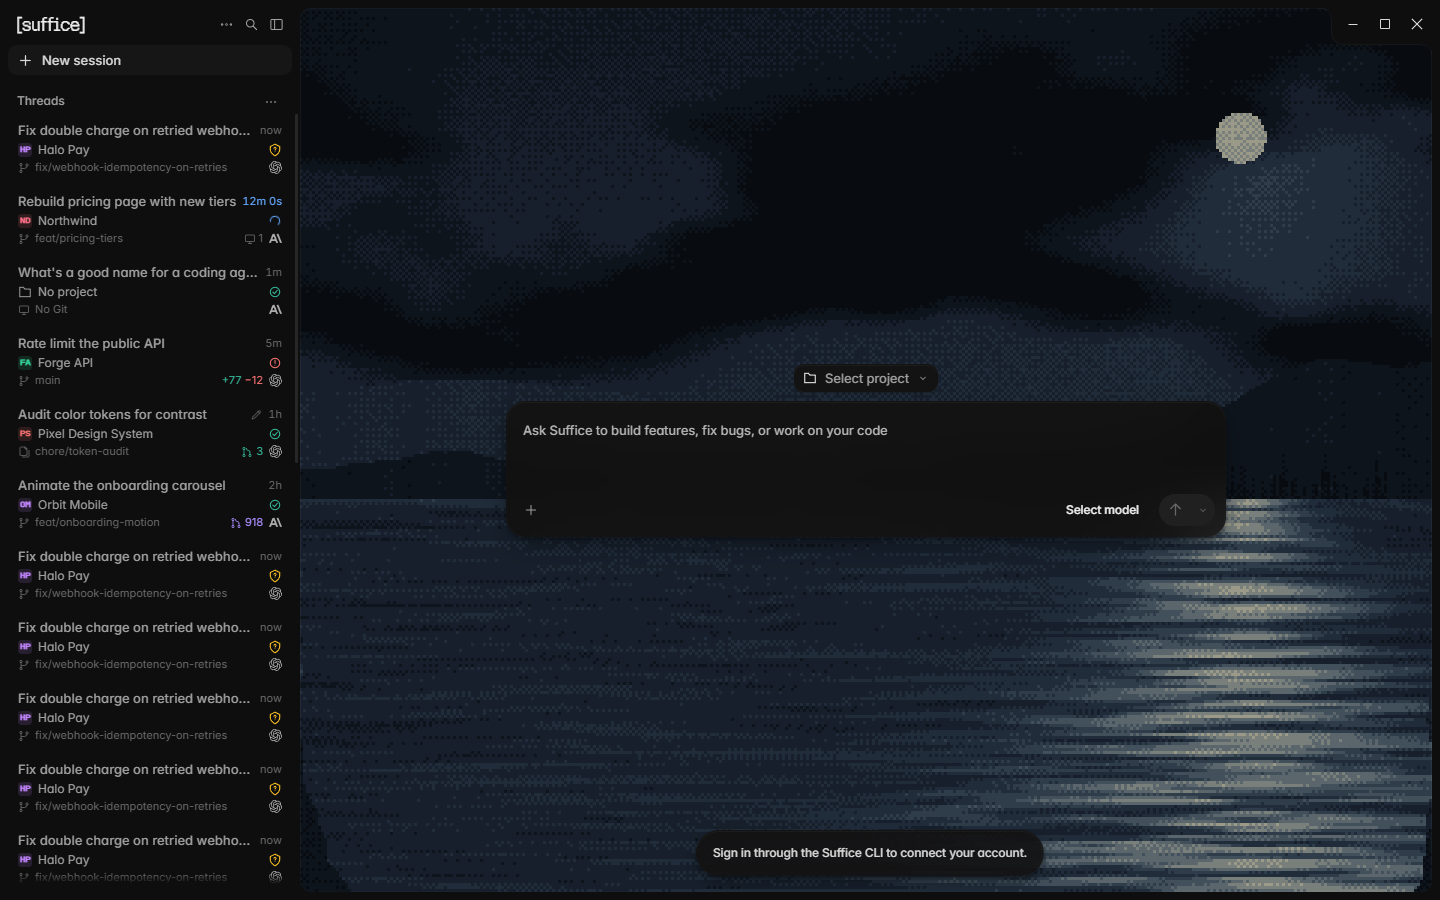 [suffice]
New session
Threads
Fix double charge on retried webho... now
HP Halo Pay
fix/webhook-idempotency-on-retries
Rebuild pricing page with new tiers 12m 0s
ND Northwind
feat/pricing-tiers 1
What's a good name for a coding ag... 1m
No project
No Git
Rate limit the public API 5m
FA Forge API
main +77 −12
Audit color tokens for contrast 1h
PS Pixel Design System
chore/token-audit 3
Animate the onboarding carousel 2h
OM Orbit Mobile
feat/onboarding-motion 918
Fix double charge on retried webho... now
HP Halo Pay
fix/webhook-idempotency-on-retries
Fix double charge on retried webho... now
HP Halo Pay
fix/webhook-idempotency-on-retries
Fix double charge on retried webho... now
HP Halo Pay
fix/webhook-idempotency-on-retries
Fix double charge on retried webho... now
HP Halo Pay
fix/webhook-idempotency-on-retries
Fix double charge on retried webho... now
HP Halo Pay
fix/webhook-idempotency-on-retries
Select project
Ask Suffice to build features, fix bugs, or work on your code
Select model
Sign in through the Suffice CLI to connect your account.